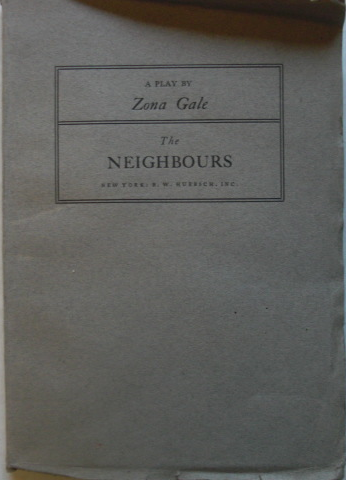 A PLAY BY
Zona Gale
The
NEIGHBOURS
NEW YORK: B. W. HUEBSCH, INC.